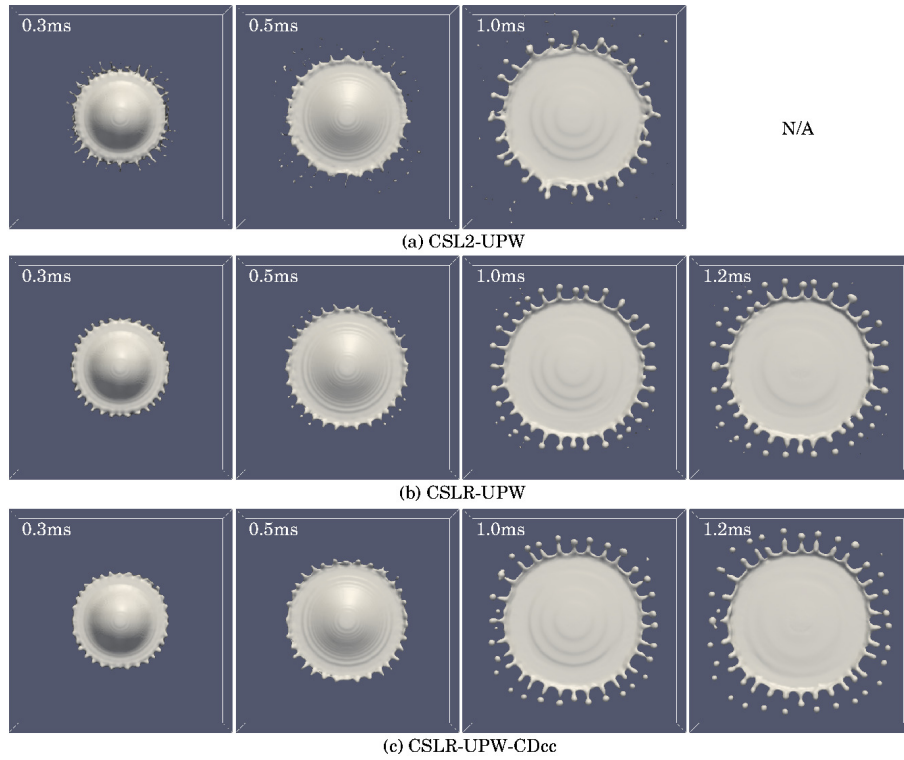 0.3ms 0.5ms 1.0ms
N/A
(a) CSL2-UPW
0.3ms 0.5ms 1.0ms 1.2ms
(b) CSLR-UPW
0.3ms 0.5ms 1.0ms 1.2ms
(c) CSLR-UPW-CDcc